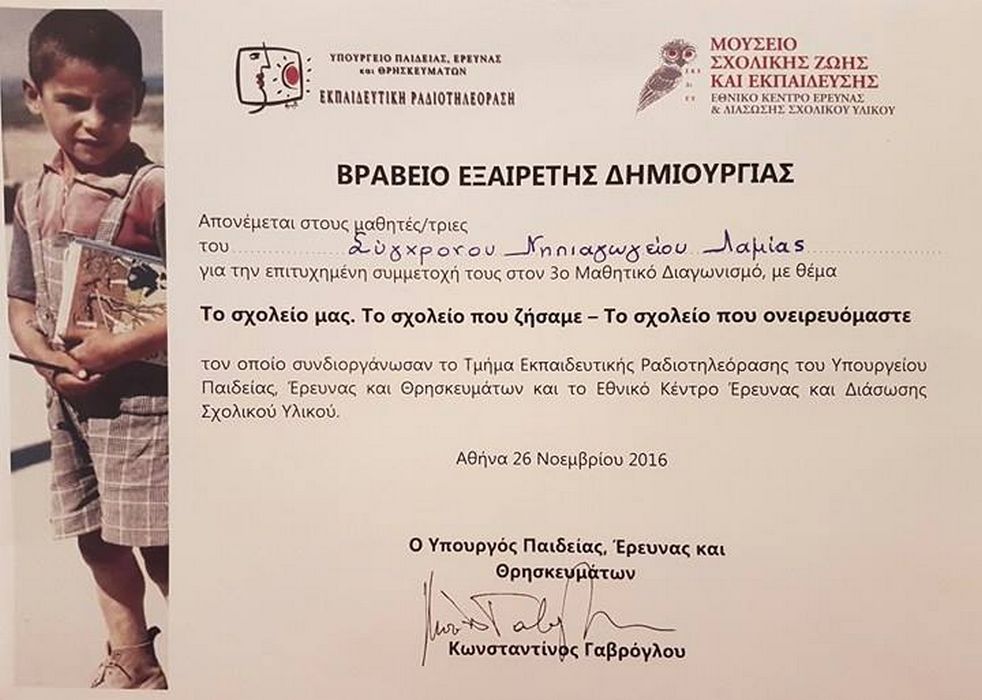 ΥΠΟΥΡΓΕΙΟ ΠΑΙΔΕΙΑΣ, ΕΡΕΥΝΑΣ
και ΘΡΗΣΚΕΥΜΑΤΩΝ
ΕΚΠΑΙΔΕΥΤΙΚΗ ΡΑΔΙΟΤΗΛΕΟΡΑΣΗ
ΜΟΥΣΕΙΟ
ΣΧΟΛΙΚΗΣ ΖΩΗΣ
ΚΑΙ ΕΚΠΑΙΔΕΥΣΗΣ
ΕΘΝΙΚΟ ΚΕΝΤΡΟ ΕΡΕΥΝΑΣ
& ΔΙΑΣΩΣΗΣ ΣΧΟΛΙΚΟΥ ΥΛΙΚΟΥ
ΒΡΑΒΕΙΟ ΕΞΑΙΡΕΤΗΣ ΔΗΜΙΟΥΡΓΙΑΣ
Απονέμεται στους μαθητές/τριες
του Σύγχρονου Νηπιαγωγείου Λαμίας
για την επιτυχημένη συμμετοχή τους στον 3ο Μαθητικό Διαγωνισμό, με θέμα
Το σχολείο μας. Το σχολείο που ζήσαμε – Το σχολείο που ονειρευόμαστε
τον οποίο συνδιοργάνωσαν το Τμήμα Εκπαιδευτικής Ραδιοτηλεόρασης του Υπουργείου
Παιδείας, Έρευνας και Θρησκευμάτων και το Εθνικό Κέντρο Έρευνας και Διάσωσης
Σχολικού Υλικού.
Αθήνα 26 Νοεμβρίου 2016
Ο Υπουργός Παιδείας, Έρευνας και
Θρησκευμάτων
Κωνσταντίνος Γαβρόγλου